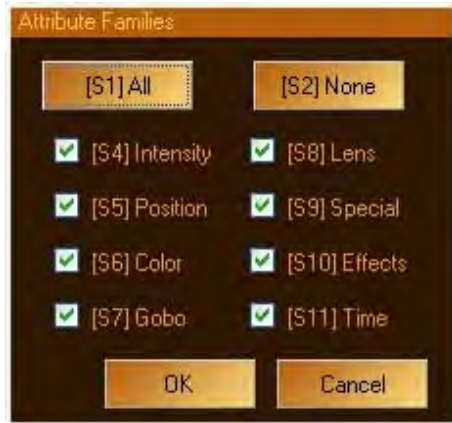 Attribute Families
[S1] All [S2] None
[S4] Intensity [S8] Lens
[S5] Position [S9] Special
[S6] Color [S10] Effects
[S7] Gobo [S11] Time
OK Cancel